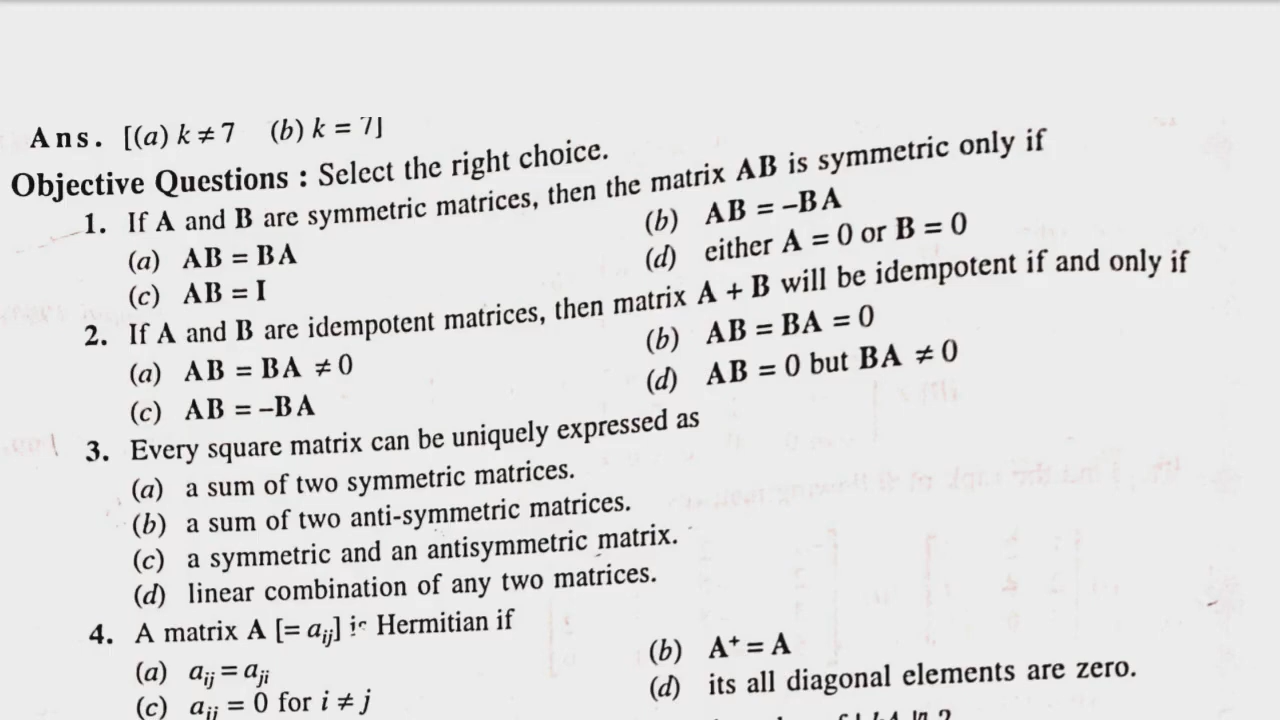 Ans. [(a) k ≠ 7 (b) k = 7]
Objective Questions : Select the right choice.
1. If A and B are symmetric matrices, then the matrix AB is symmetric only if
(a) AB = BA (b) AB = –BA
(c) AB = I (d) either A = 0 or B = 0
2. If A and B are idempotent matrices, then matrix A + B will be idempotent if and only if
(a) AB = BA ≠ 0 (b) AB = BA = 0
(c) AB = –BA (d) AB = 0 but BA ≠ 0
3. Every square matrix can be uniquely expressed as
(a) a sum of two symmetric matrices.
(b) a sum of two anti-symmetric matrices.
(c) a symmetric and an antisymmetric matrix.
(d) linear combination of any two matrices.
4. A matrix A [= aij] is Hermitian if
(a) aij = aji (b) A⁺ = A
(c) aij = 0 for i ≠ j (d) its all diagonal elements are zero.